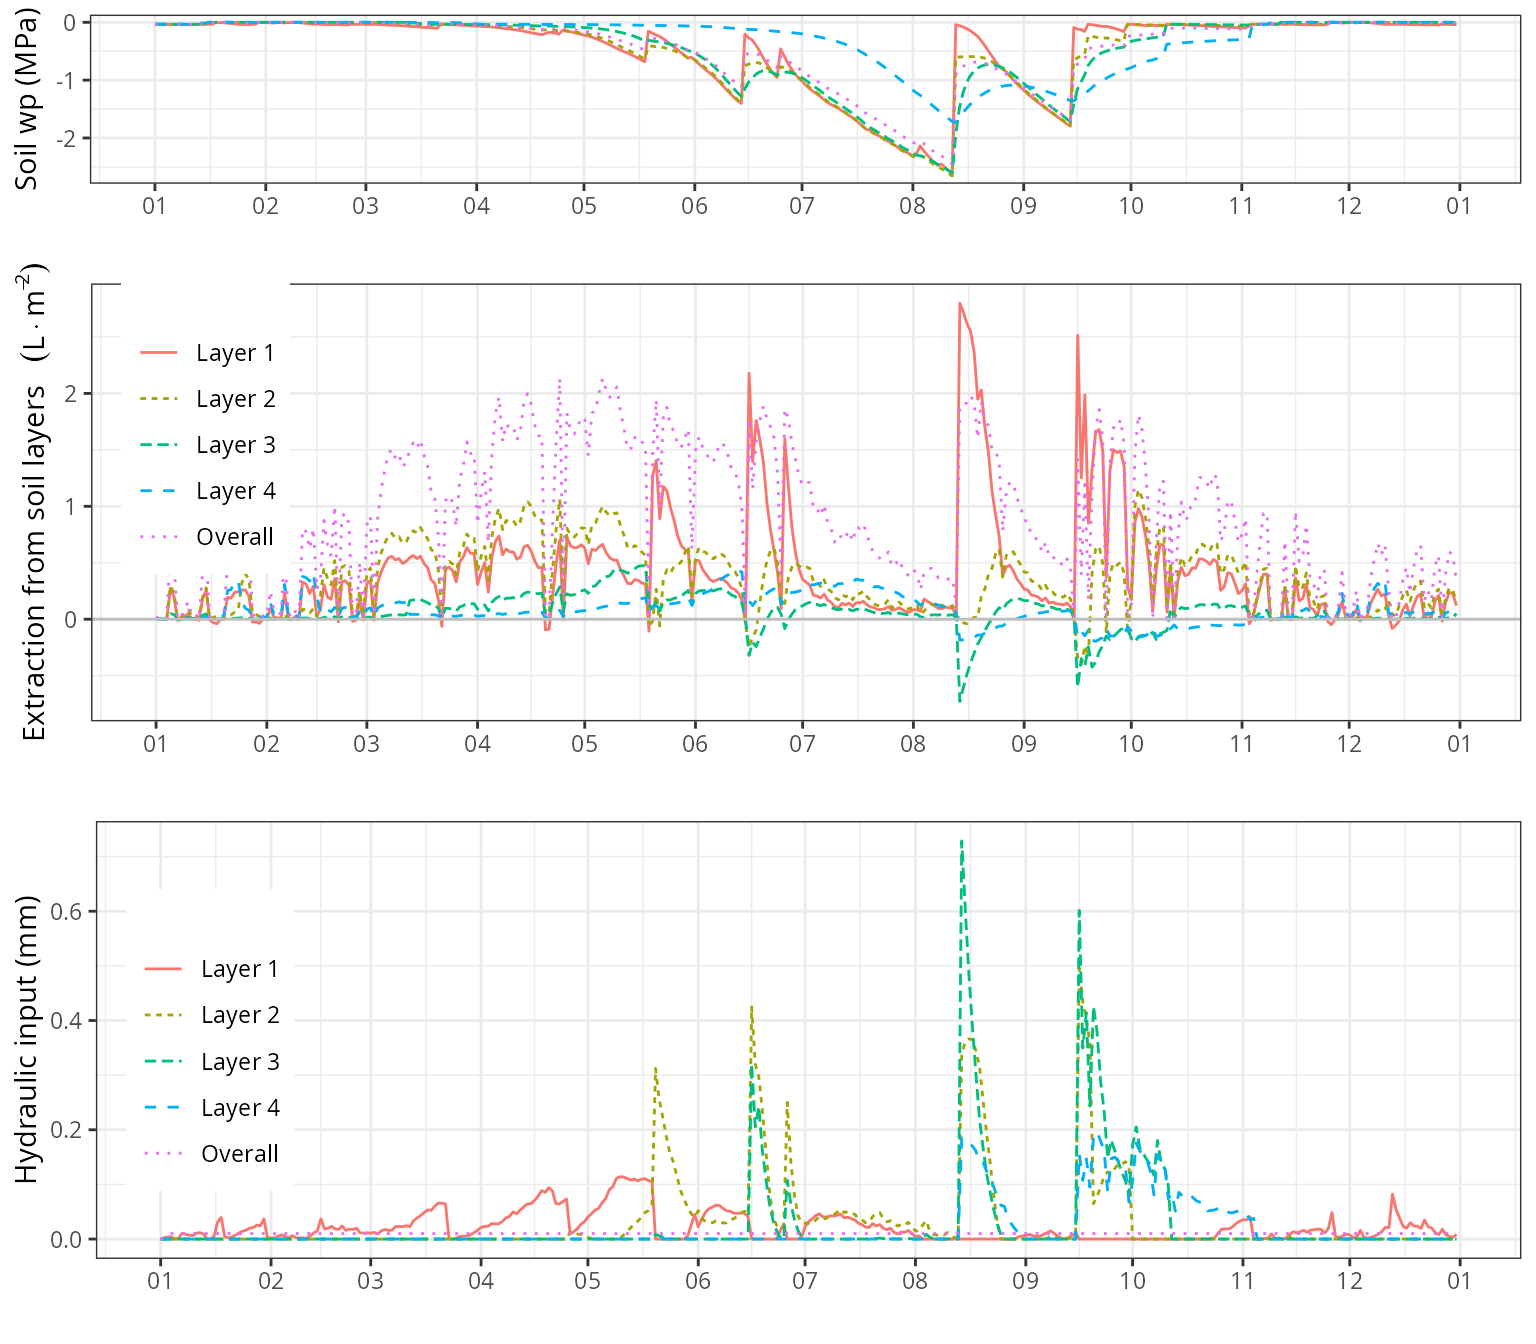 Soil wp (MPa)
0
-1
-2
01 02 03 04 05 06 07 08 09 10 11 12 01
Extraction from soil layers (L · m⁻²)
2
1
0
Layer 1
Layer 2
Layer 3
Layer 4
Overall
01 02 03 04 05 06 07 08 09 10 11 12 01
Hydraulic input (mm)
0.6
0.4
0.2
0.0
Layer 1
Layer 2
Layer 3
Layer 4
Overall
01 02 03 04 05 06 07 08 09 10 11 12 01